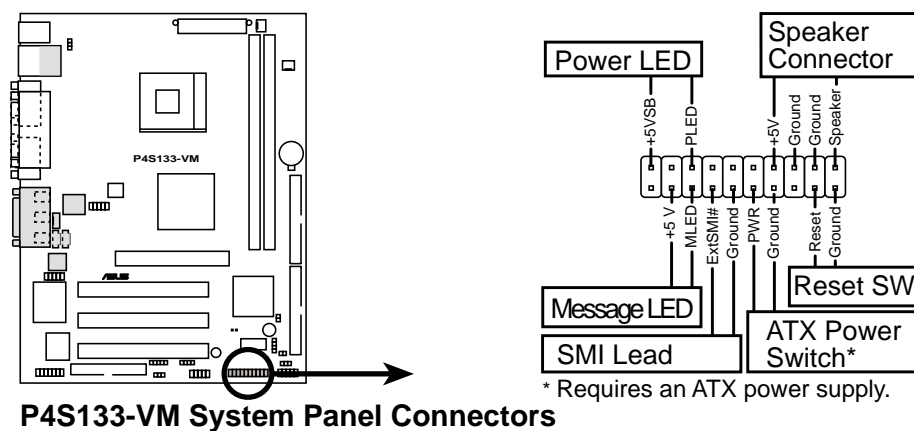 P4S133-VM
ASUS
Power LED
Speaker
Connector
+5VSB
PLED
+5V
Ground
Ground
Speaker
+5 V
MLED
ExtSMI#
Ground
PWR
Ground
Reset
Ground
Message LED
SMI Lead
Reset SW
ATX Power
Switch*
* Requires an ATX power supply.
P4S133-VM System Panel Connectors